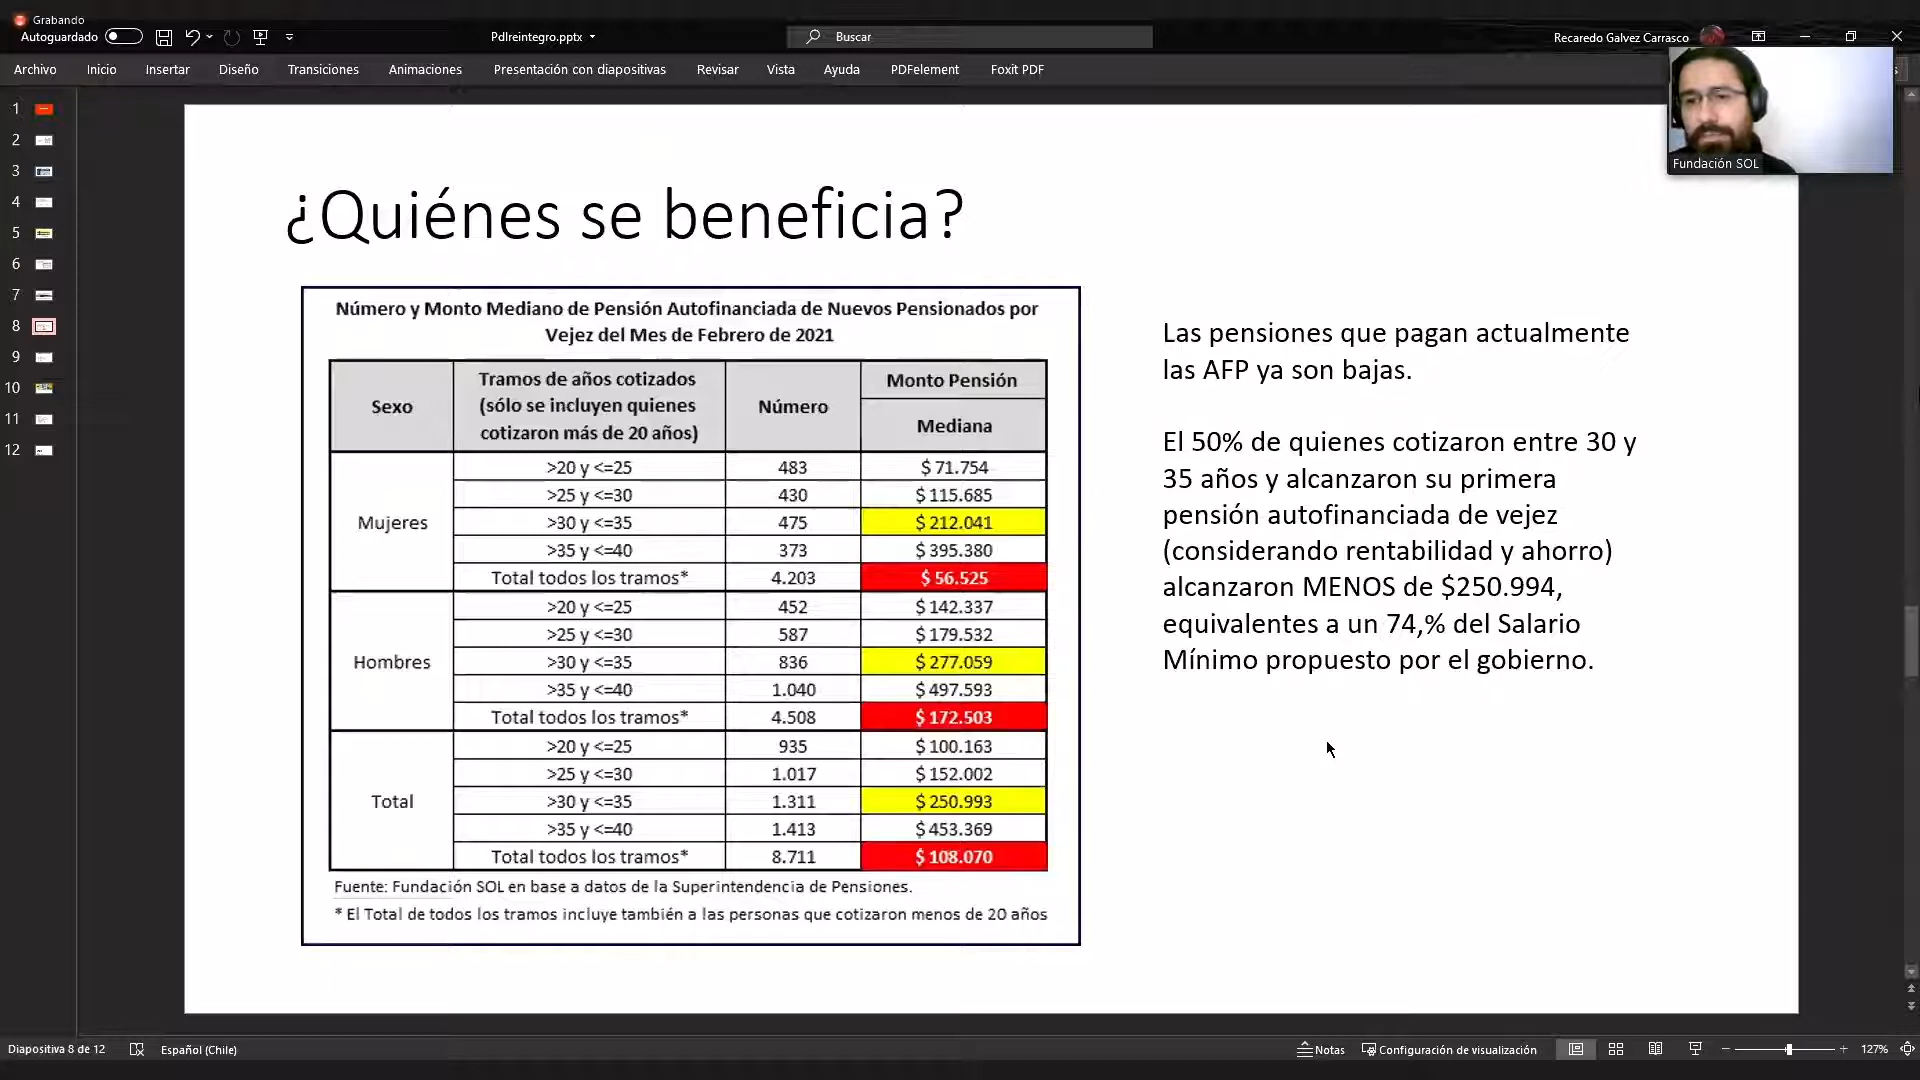 Grabando
Autoguardado
Pdlreintegro.pptx
Buscar
Recaredo Galvez Carrasco
Archivo Inicio Insertar Diseño Transiciones Animaciones Presentación con diapositivas Revisar Vista Ayuda PDFelement Foxit PDF
Fundación SOL
1
2
3
4
5
6
7
8
9
10
11
12
¿Quiénes se beneficia?
Número y Monto Mediano de Pensión Autofinanciada de Nuevos Pensionados por
Vejez del Mes de Febrero de 2021
Sexo
Tramos de años cotizados
(sólo se incluyen quienes
cotizaron más de 20 años)
Número
Monto Pensión
Mediana
Mujeres
>20 y <=25 483 $ 71.754
>25 y <=30 430 $ 115.685
>30 y <=35 475 $ 212.041
>35 y <=40 373 $ 395.380
Total todos los tramos* 4.203 $ 56.525
Hombres
>20 y <=25 452 $ 142.337
>25 y <=30 587 $ 179.532
>30 y <=35 836 $ 277.059
>35 y <=40 1.040 $ 497.593
Total todos los tramos* 4.508 $ 172.503
Total
>20 y <=25 935 $ 100.163
>25 y <=30 1.017 $ 152.002
>30 y <=35 1.311 $ 250.993
>35 y <=40 1.413 $ 453.369
Total todos los tramos* 8.711 $ 108.070
Fuente: Fundación SOL en base a datos de la Superintendencia de Pensiones.
* El Total de todos los tramos incluye también a las personas que cotizaron menos de 20 años
Las pensiones que pagan actualmente
las AFP ya son bajas.
El 50% de quienes cotizaron entre 30 y
35 años y alcanzaron su primera
pensión autofinanciada de vejez
(considerando rentabilidad y ahorro)
alcanzaron MENOS de $250.994,
equivalentes a un 74,% del Salario
Mínimo propuesto por el gobierno.
Diapositiva 8 de 12
Español (Chile)
Notas
Configuración de visualización
127%